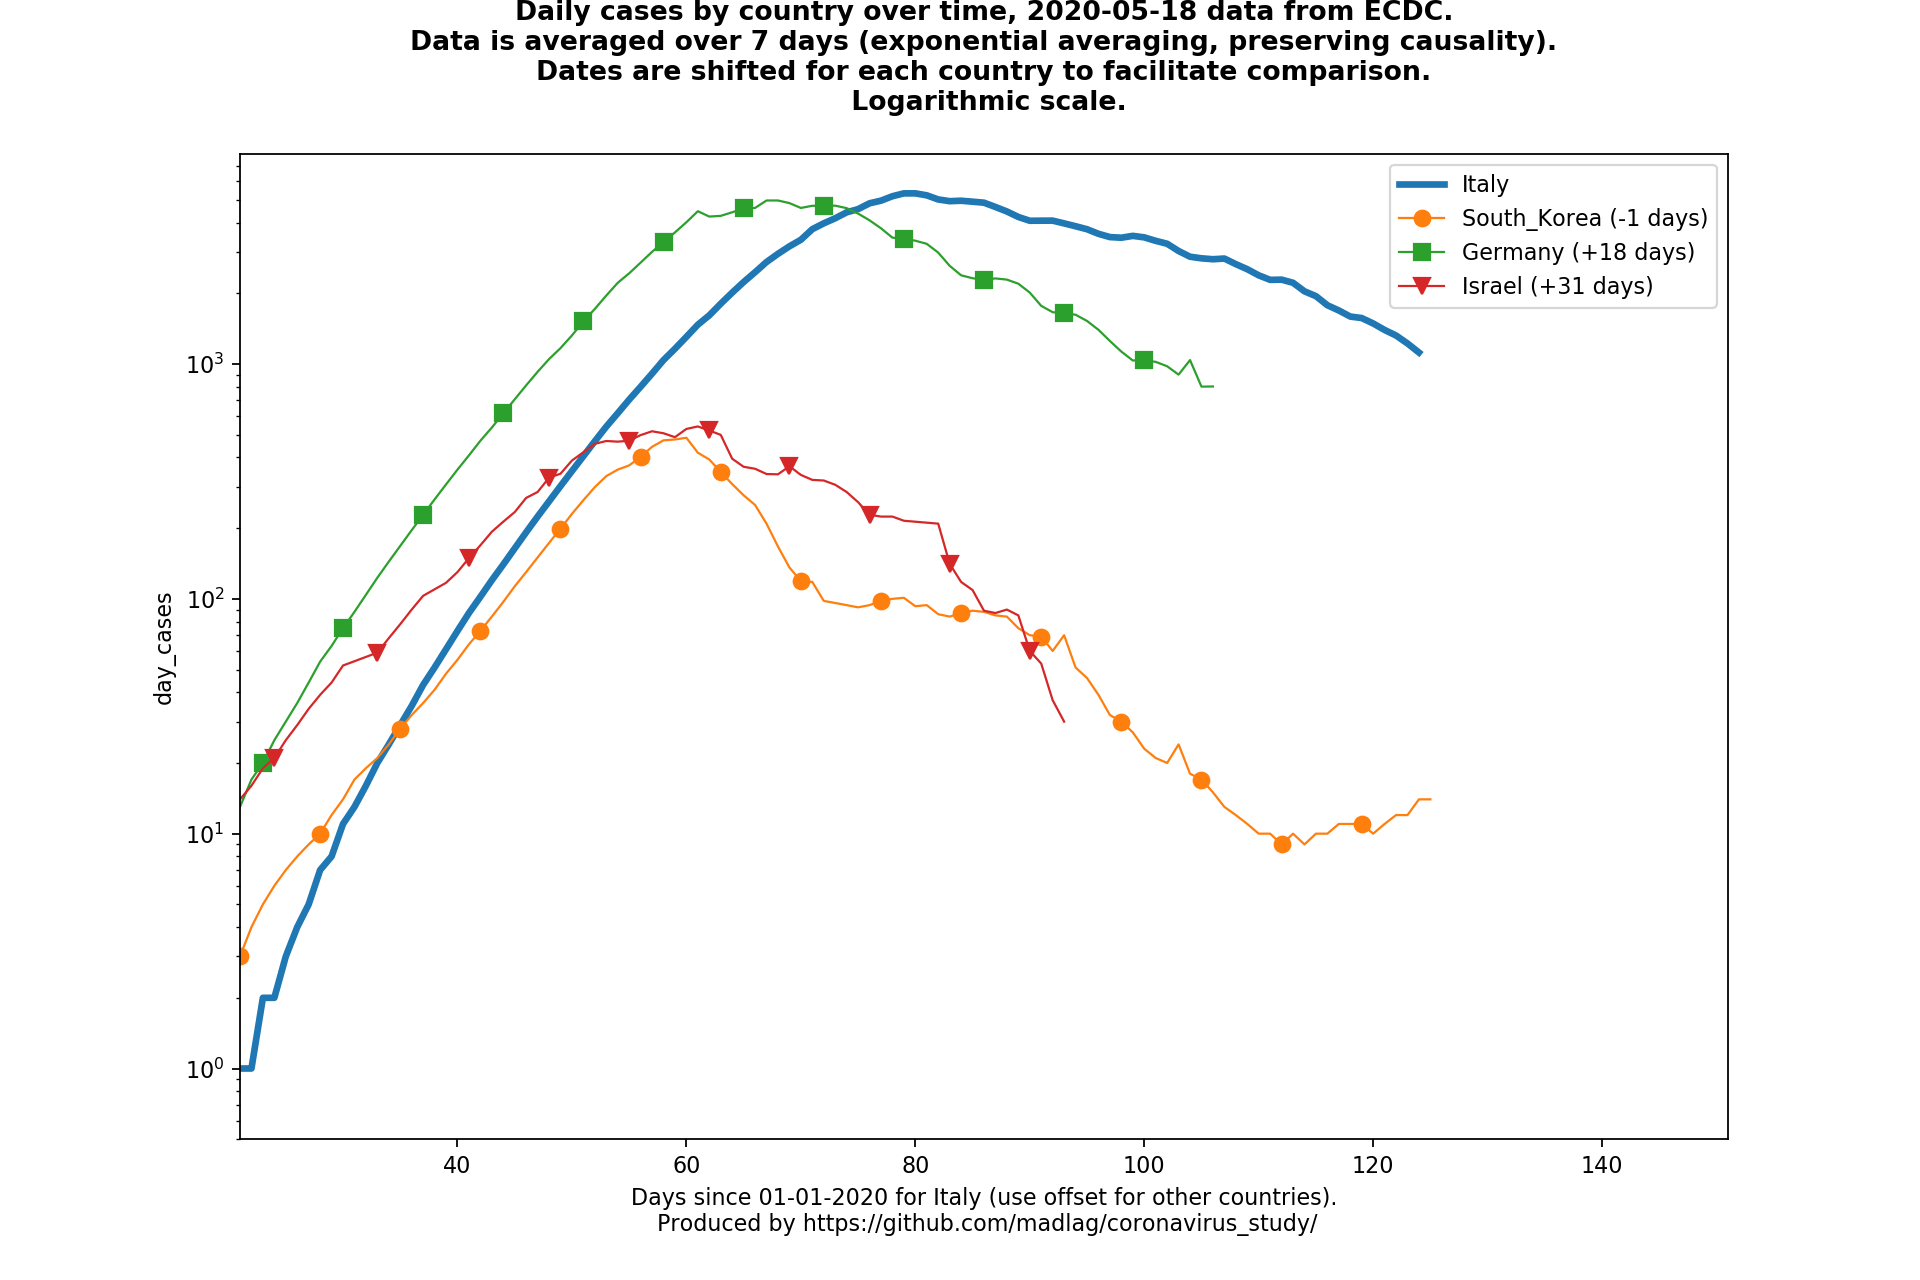 Daily cases by country over time, 2020-05-18 data from ECDC.
Data is averaged over 7 days (exponential averaging, preserving causality).
Dates are shifted for each country to facilitate comparison.
Logarithmic scale.
Italy
South_Korea (-1 days)
Germany (+18 days)
Israel (+31 days)
10³
10²
10¹
10⁰
day_cases
40 60 80 100 120 140
Days since 01-01-2020 for Italy (use offset for other countries).
Produced by https://github.com/madlag/coronavirus_study/